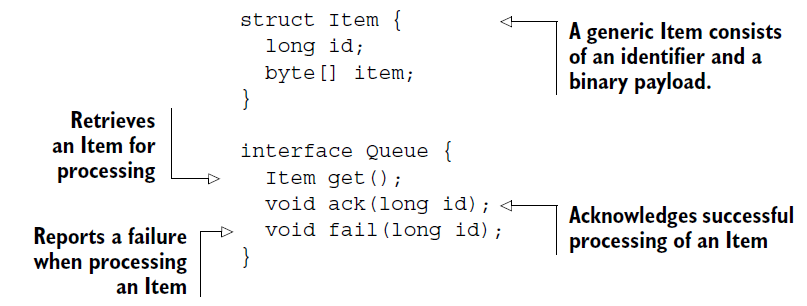 struct Item {
long id;
byte[] item;
}
A generic Item consists
of an identifier and a
binary payload.
Retrieves
an Item for
processing
interface Queue {
Item get();
void ack(long id);
void fail(long id);
}
Acknowledges successful
processing of an Item
Reports a failure
when processing
an Item